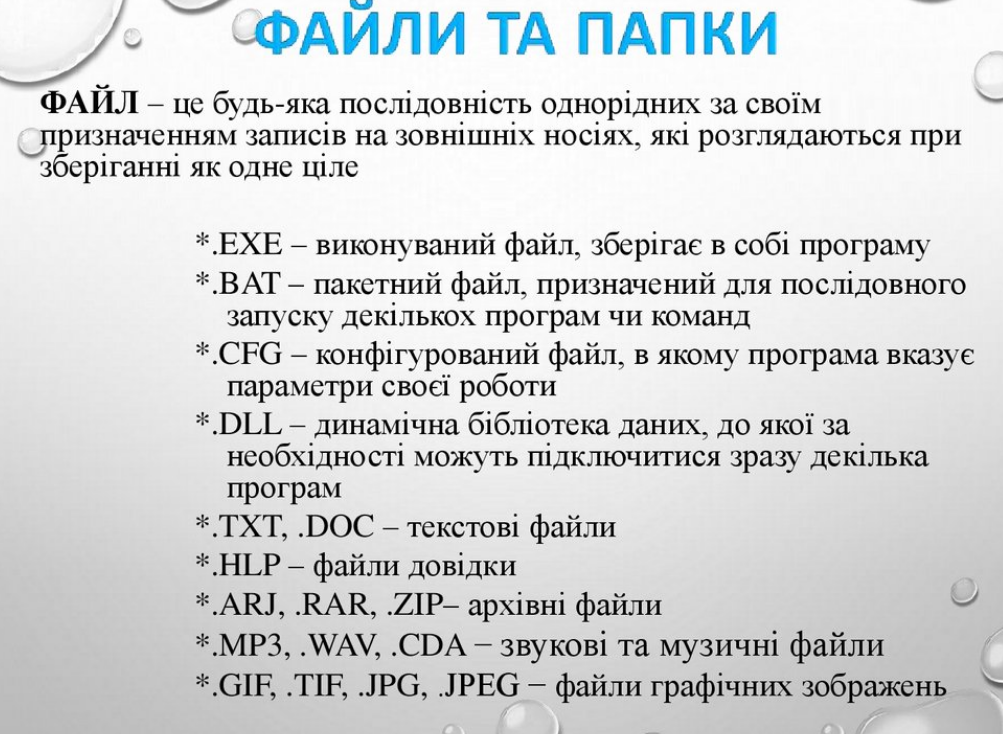 ФАЙЛИ ТА ПАПКИ
ФАЙЛ – це будь-яка послідовність однорідних за своїм
призначенням записів на зовнішніх носіях, які розглядаються при
зберіганні як одне ціле
*.EXE – виконуваний файл, зберігає в собі програму
*.BAT – пакетний файл, призначений для послідовного
запуску декількох програм чи команд
*.CFG – конфігурований файл, в якому програма вказує
параметри своєї роботи
*.DLL – динамічна бібліотека даних, до якої за
необхідності можуть підключитися зразу декілька
програм
*.TXT, .DOC – текстові файли
*.HLP – файли довідки
*.ARJ, .RAR, .ZIP– архівні файли
*.MP3, .WAV, .CDA – звукові та музичні файли
*.GIF, .TIF, .JPG, .JPEG – файли графічних зображень